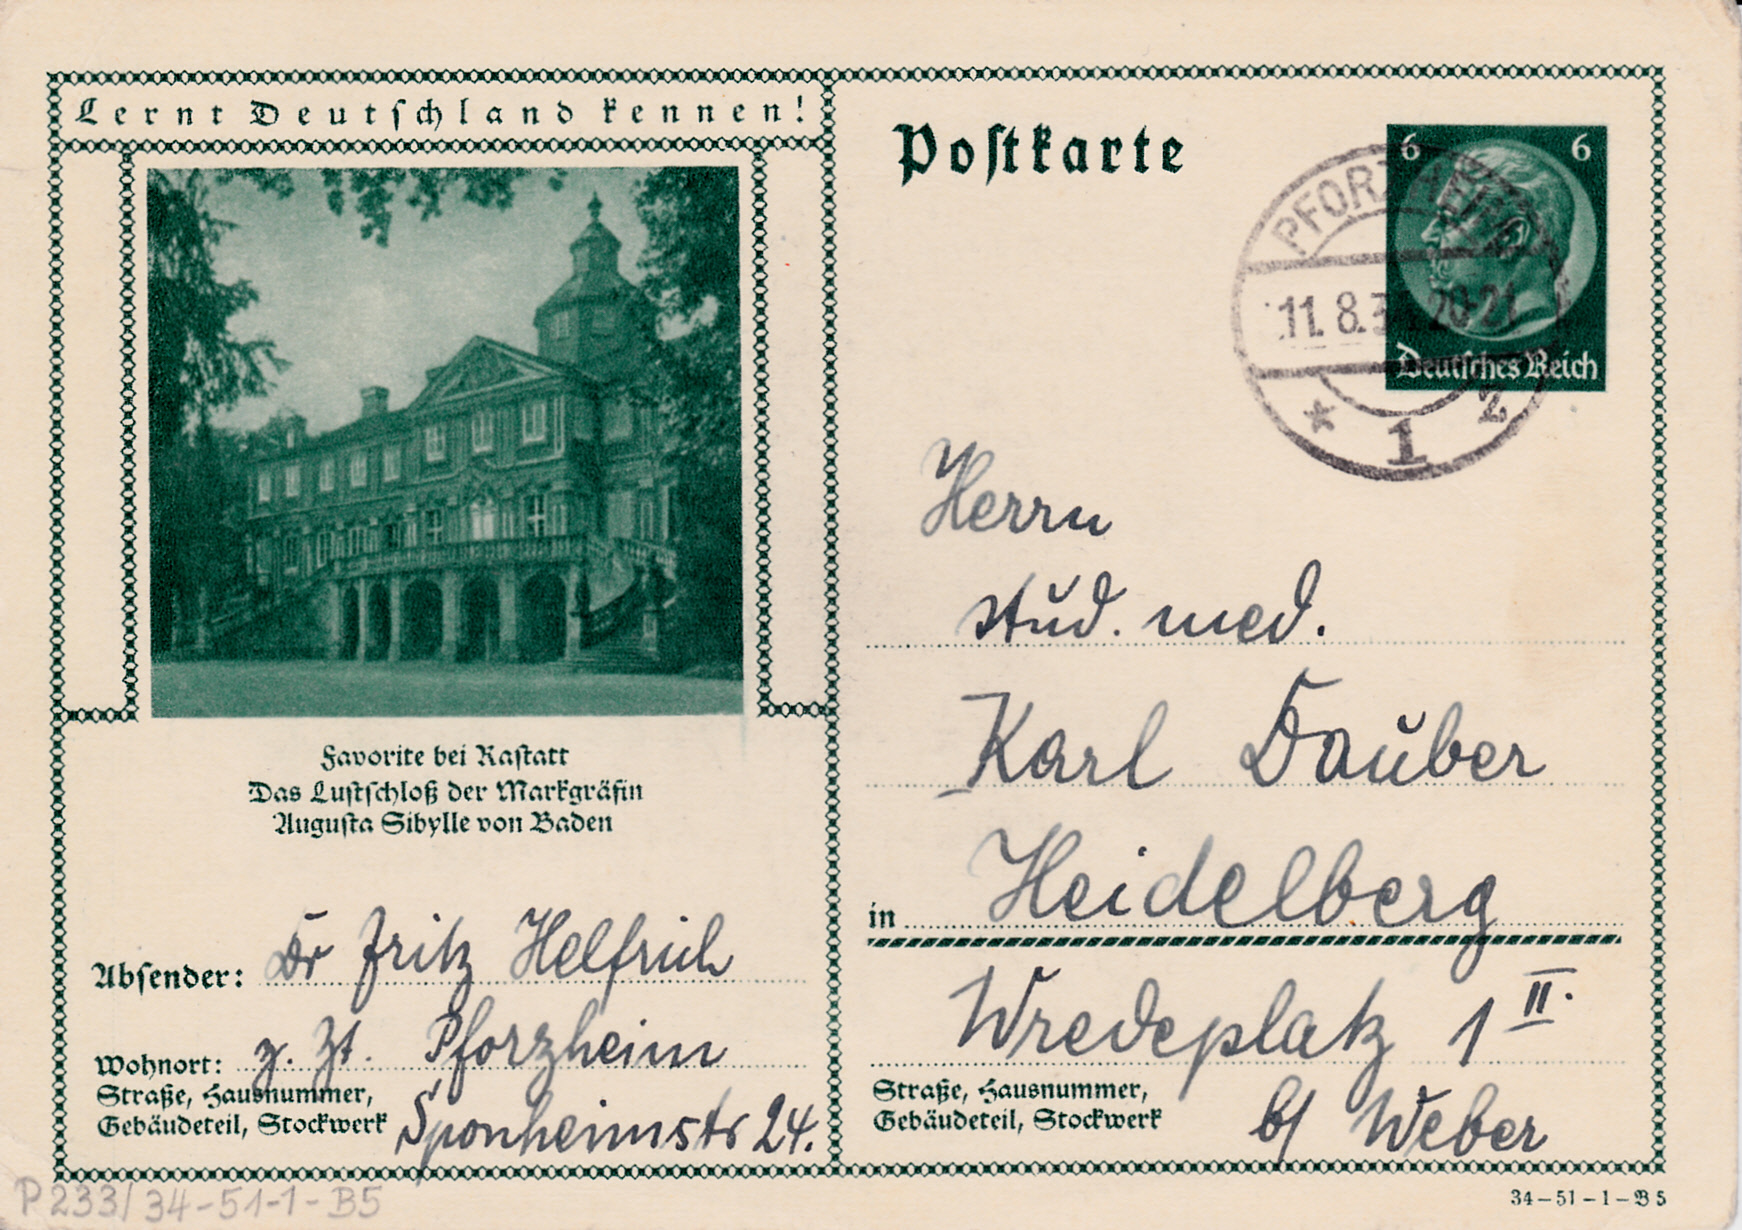 Lernt Deutschland kennen!
Favorite bei Rastatt
Das Lustschloß der Markgräfin
Augusta Sibylle von Baden
Absender: Dr Fritz Helfrich
Wohnort: z. Zt. Pforzheim
Straße, Hausnummer,
Gebäudeteil, Stockwerk Sponheimstr 24.
Postkarte
6 6
Deutsches Reich
PFORZHEIM
11.8.3 20-21
* 1 z
Herrn
stud. med.
Karl Dauber
in Heidelberg
Wredeplatz 1 II.
Straße, Hausnummer,
Gebäudeteil, Stockwerk b/ Weber
34-51-1-B5
P233/34-51-1-B5